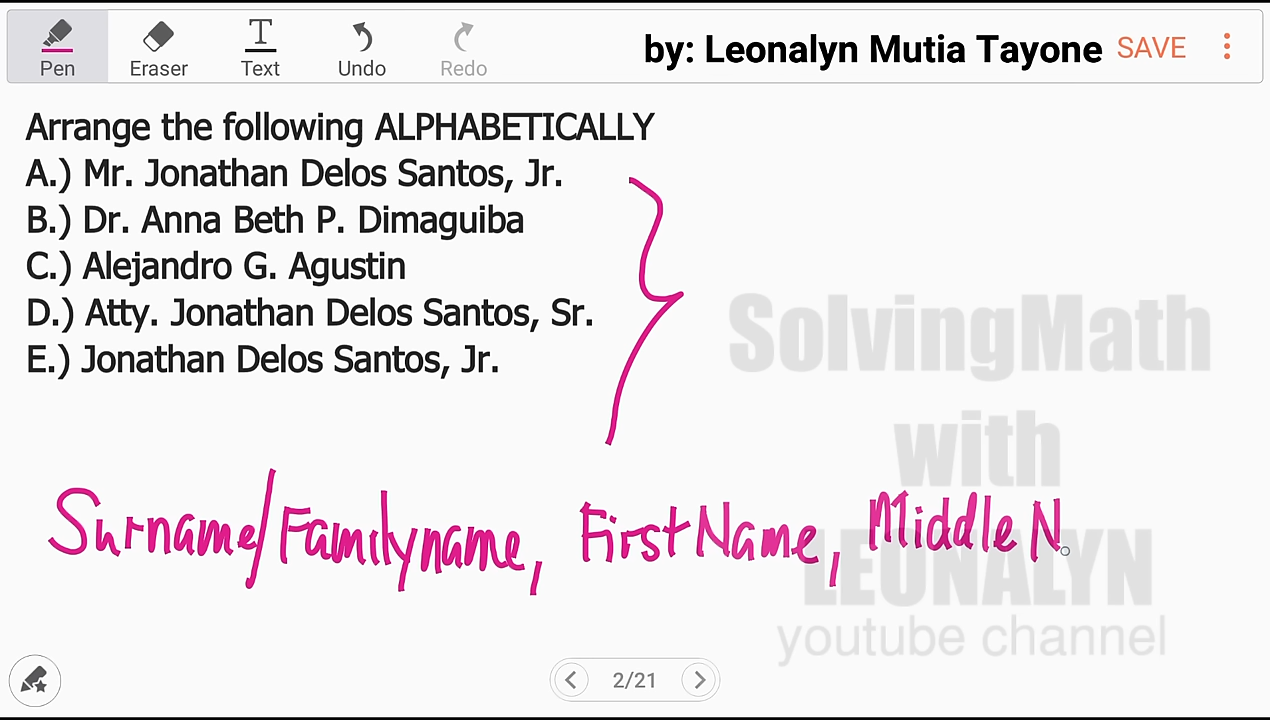 Pen Eraser Text Undo Redo by: Leonalyn Mutia Tayone SAVE
Arrange the following ALPHABETICALLY
A.) Mr. Jonathan Delos Santos, Jr.
B.) Dr. Anna Beth P. Dimaguiba
C.) Alejandro G. Agustin
D.) Atty. Jonathan Delos Santos, Sr.
E.) Jonathan Delos Santos, Jr.
SolvingMath
with
LEONALYN
youtube channel
Surname/Familyname, First Name, Middle N
2/21